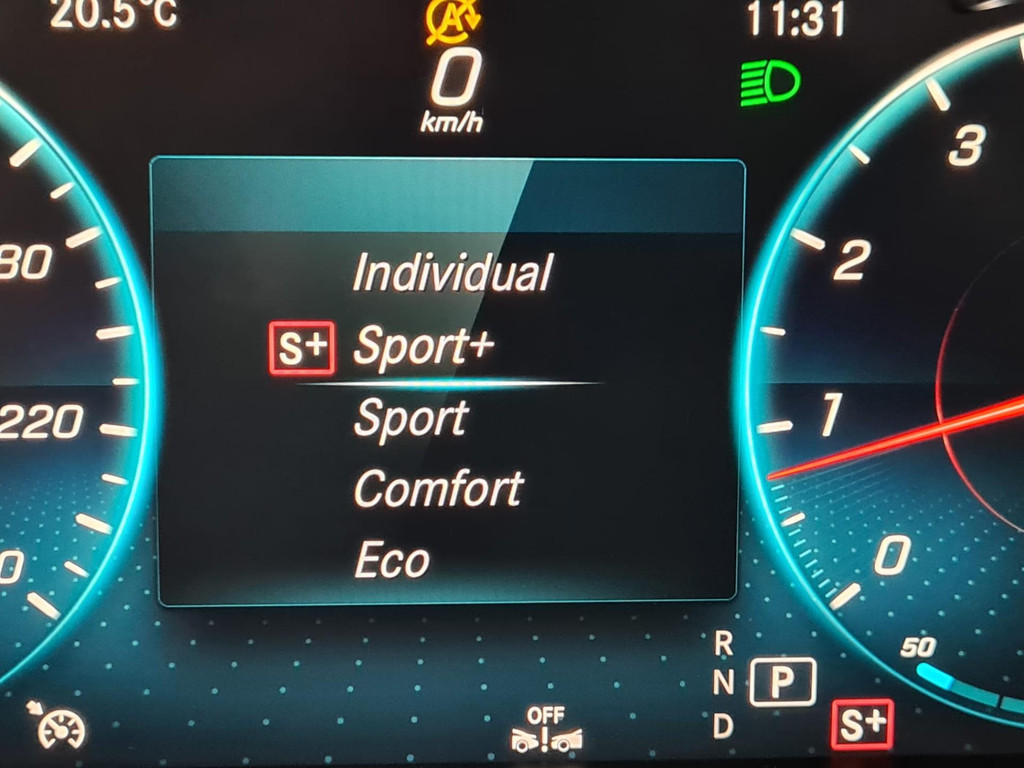 20.5°C
A
11:31
0
km/h
3
2
1
0
80
220
0
Individual
S+ Sport+
Sport
Comfort
Eco
50
R
N P
D
S+
OFF